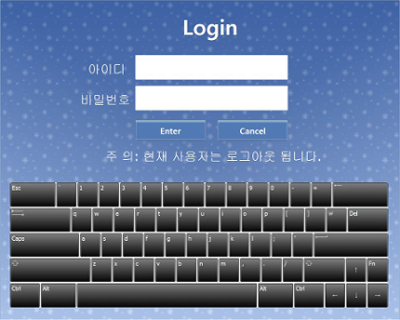 Login
아이디
비밀번호
Enter Cancel
주 의: 현재 사용자는 로그아웃 됩니다.
Esc ` 1 2 3 4 5 6 7 8 9 0 - = ←
q w e r t y u i o p [ ] Del
Caps a s d f g h j k l ; '
⇧ z x c v b n m , . / ⇧ ↑ Fn
Ctrl Alt Alt Ctrl ← ↓ →